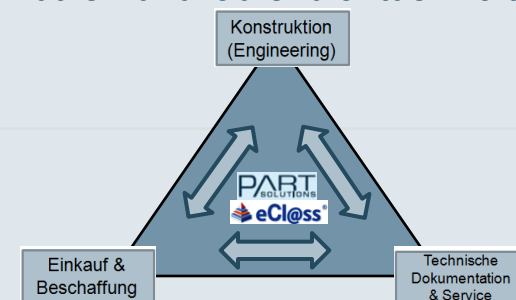 Konstruktion
(Engineering)
PART
SOLUTIONS
eCl@ss®
Einkauf &
Beschaffung
Technische
Dokumentation
& Service